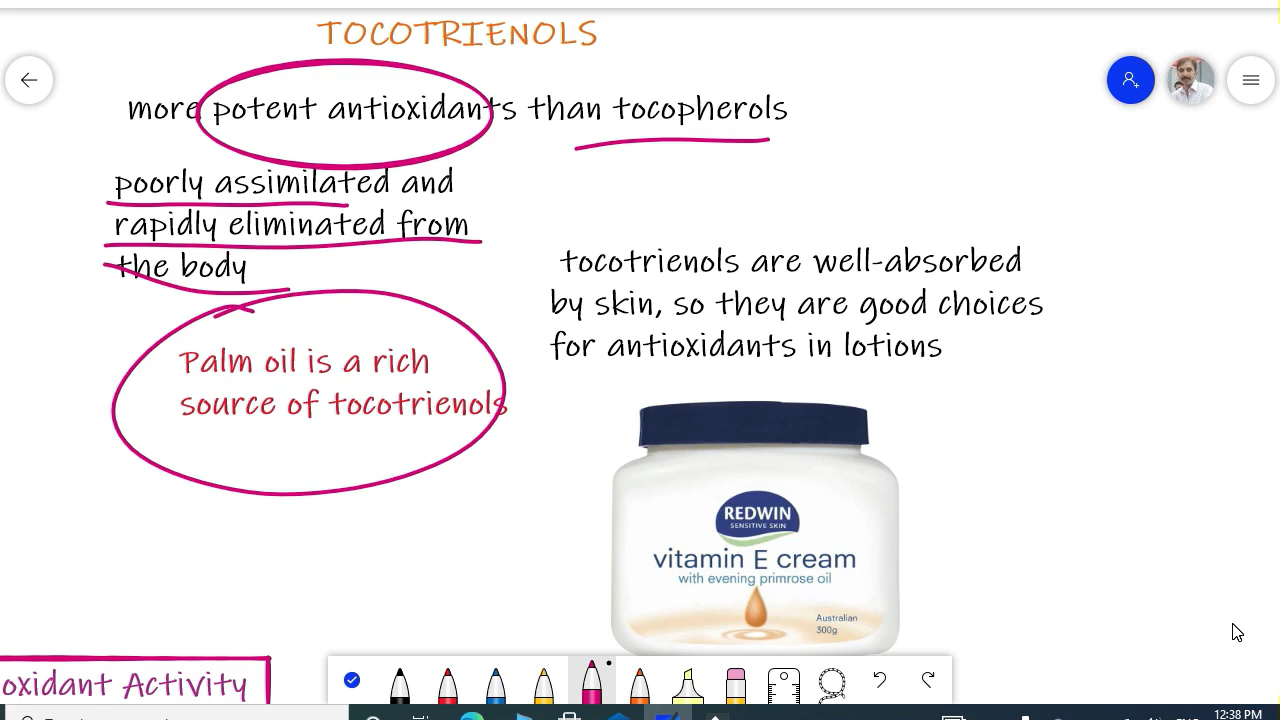 TOCOTRIENOLS
more potent antioxidants than tocopherols
poorly assimilated and
rapidly eliminated from
the body
tocotrienols are well-absorbed
by skin, so they are good choices
for antioxidants in lotions
Palm oil is a rich
source of tocotrienols
REDWIN
SENSITIVE SKIN
vitamin E cream
with evening primrose oil
Australian
300g
oxidant Activity
12:38 PM